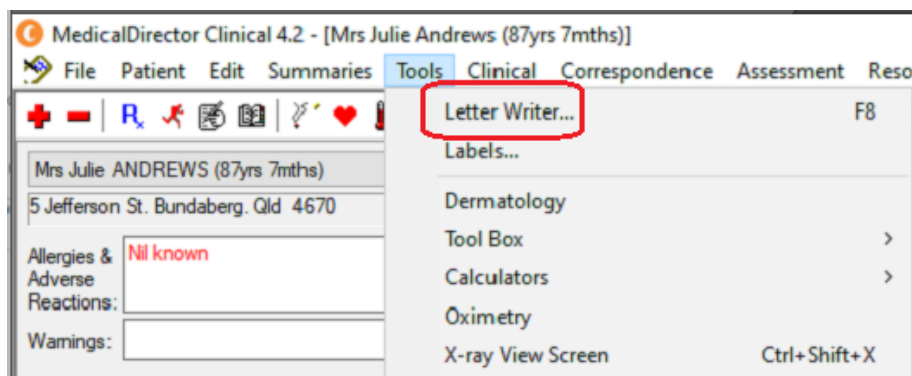 MedicalDirector Clinical 4.2 - [Mrs Julie Andrews (87yrs 7mths)]
File Patient Edit Summaries Tools Clinical Correspondence Assessment Reso
Letter Writer... F8
Labels...
Dermatology
Tool Box
Calculators
Oximetry
X-ray View Screen Ctrl+Shift+X
Rx
Mrs Julie ANDREWS (87yrs 7mths)
5 Jefferson St. Bundaberg. Qld 4670
Allergies & Adverse Reactions:
Nil known
Warnings: